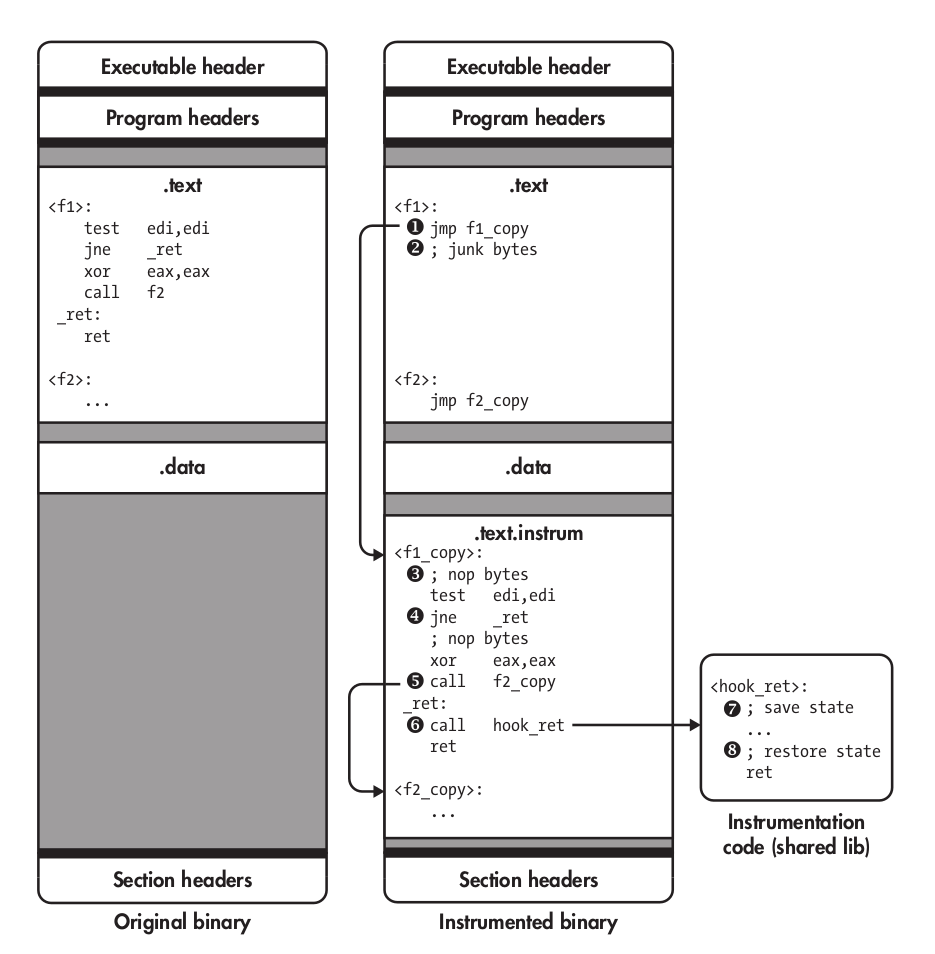 Executable header
Program headers
.text
<f1>:
test edi,edi
jne _ret
xor eax,eax
call f2
_ret:
ret
<f2>:
...
.data
Section headers
Original binary
Executable header
Program headers
.text
<f1>:
❶ jmp f1_copy
❷ ; junk bytes
<f2>:
jmp f2_copy
.data
.text.instrum
<f1_copy>:
❸ ; nop bytes
test edi,edi
❹ jne _ret
; nop bytes
xor eax,eax
❺ call f2_copy
_ret:
❻ call hook_ret
ret
<f2_copy>:
...
Section headers
Instrumented binary
<hook_ret>:
❼ ; save state
...
❽ ; restore state
ret
Instrumentation
code (shared lib)